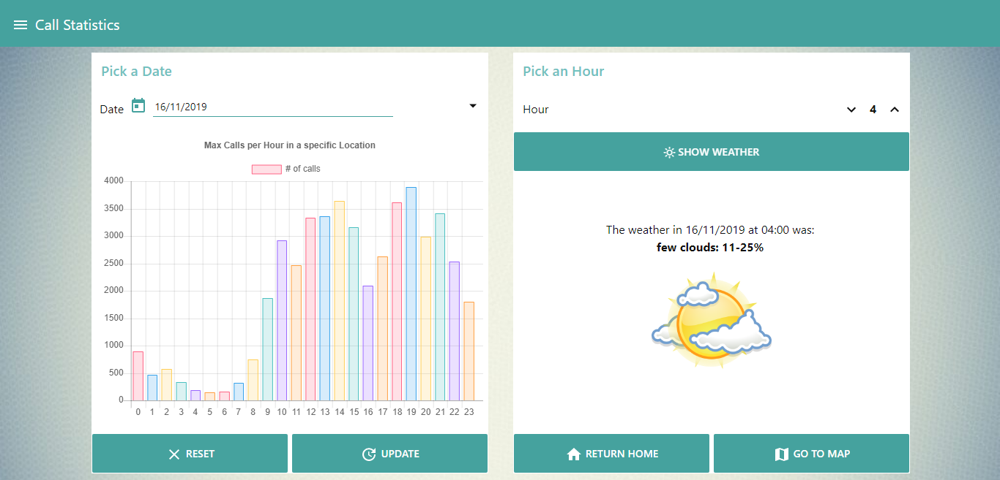 Call Statistics
Pick a Date
Date 16/11/2019
Max Calls per Hour in a specific Location
# of calls
4000
3500
3000
2500
2000
1500
1000
500
0
0 1 2 3 4 5 6 7 8 9 10 11 12 13 14 15 16 17 18 19 20 21 22 23
RESET UPDATE
Pick an Hour
Hour 4
SHOW WEATHER
The weather in 16/11/2019 at 04:00 was:
few clouds: 11-25%
RETURN HOME GO TO MAP